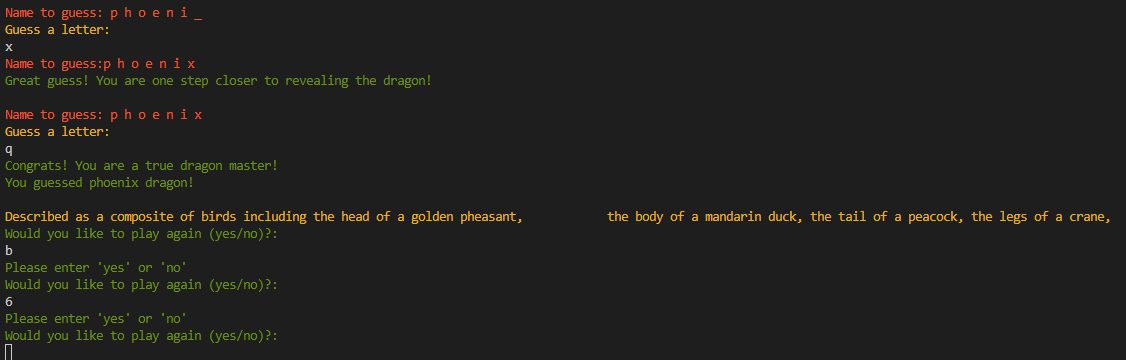 Name to guess: p h o e n i _
Guess a letter:
x
Name to guess:p h o e n i x
Great guess! You are one step closer to revealing the dragon!
Name to guess: p h o e n i x
Guess a letter:
q
Congrats! You are a true dragon master!
You guessed phoenix dragon!
Described as a composite of birds including the head of a golden pheasant,            the body of a mandarin duck, the tail of a peacock, the legs of a crane,
Would you like to play again (yes/no)?:
b
Please enter 'yes' or 'no'
Would you like to play again (yes/no)?:
6
Please enter 'yes' or 'no'
Would you like to play again (yes/no)?: